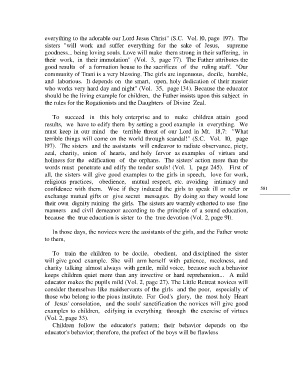 everything to the adorable our Lord Jesus Christ" (S.C. Vol. 10, page 197). The
sisters "will work and suffer everything for the sake of Jesus, supreme
goodness... being loving souls. Love will make them strong in their suffering, in
their work, in their immolation" (Vol. 3, page 77). The Father attributes the
good results of a formation house to the sacrifices of the ruling staff. "Our
community of Trani is a very blessing. The girls are ingenuous, docile, humble,
and laborious. It depends on the smart, open, holy dedication of their master
who works very hard day and night" (Vol. 35, page 134). Because the educator
should be the living example for children, the Father insists upon this subject in
the rules for the Rogationists and the Daughters of Divine Zeal.
To succeed in this holy enterprise and to make children attain good
results, we have to edify them by setting a good example in everything. We
must keep in our mind the terrible threat of our Lord in Mt. 18,7: "What
terrible things will come on the world through scandal!" (S.C. Vol. 10, page
197). The sisters and the assistants will endeavor to radiate observance, piety,
zeal, charity, union of hearts, and holy fervor as examples of virtues and
holiness for the edification of the orphans. The sisters' action more than the
words must penetrate and edify the tender souls! (Vol. 1, page 245). First of
all, the sisters will give good examples to the girls in speech, love for work,
religious practices, obedience, mutual respect, etc. avoiding intimacy and
confidence with them. Woe if they induced the girls to speak ill or refer or
exchange mutual gifts or give secret messages. By doing so they would lose
their own dignity ruining the girls. The sisters are warmly exhorted to use fine
manners and civil demeanor according to the principle of a sound education,
because the true education is sister to the true devotion (Vol. 2, page 98).
In those days, the novices were the assistants of the girls, and the Father wrote
to them,
To train the children to be docile, obedient, and disciplined the sister
will give good example. She will arm herself with patience, meekness, and
charity talking almost always with gentle, mild voice, because such a behavior
keeps children quiet more than any invective or hard reprehension... A mild
educator makes the pupils mild (Vol. 2, page 27). The Little Retreat novices will
consider themselves like maidservants of the girls and the poor, especially of
those who belong to the pious institute. For God's glory, the most holy Heart
of Jesus' consolation, and the souls' sanctification the novices will give good
examples to children, edifying in everything through the exercise of virtues
(Vol. 2, page 33).
Children follow the educator's pattern; their behavior depends on the
educator's behavior; therefore, the prefect of the boys will be flawless